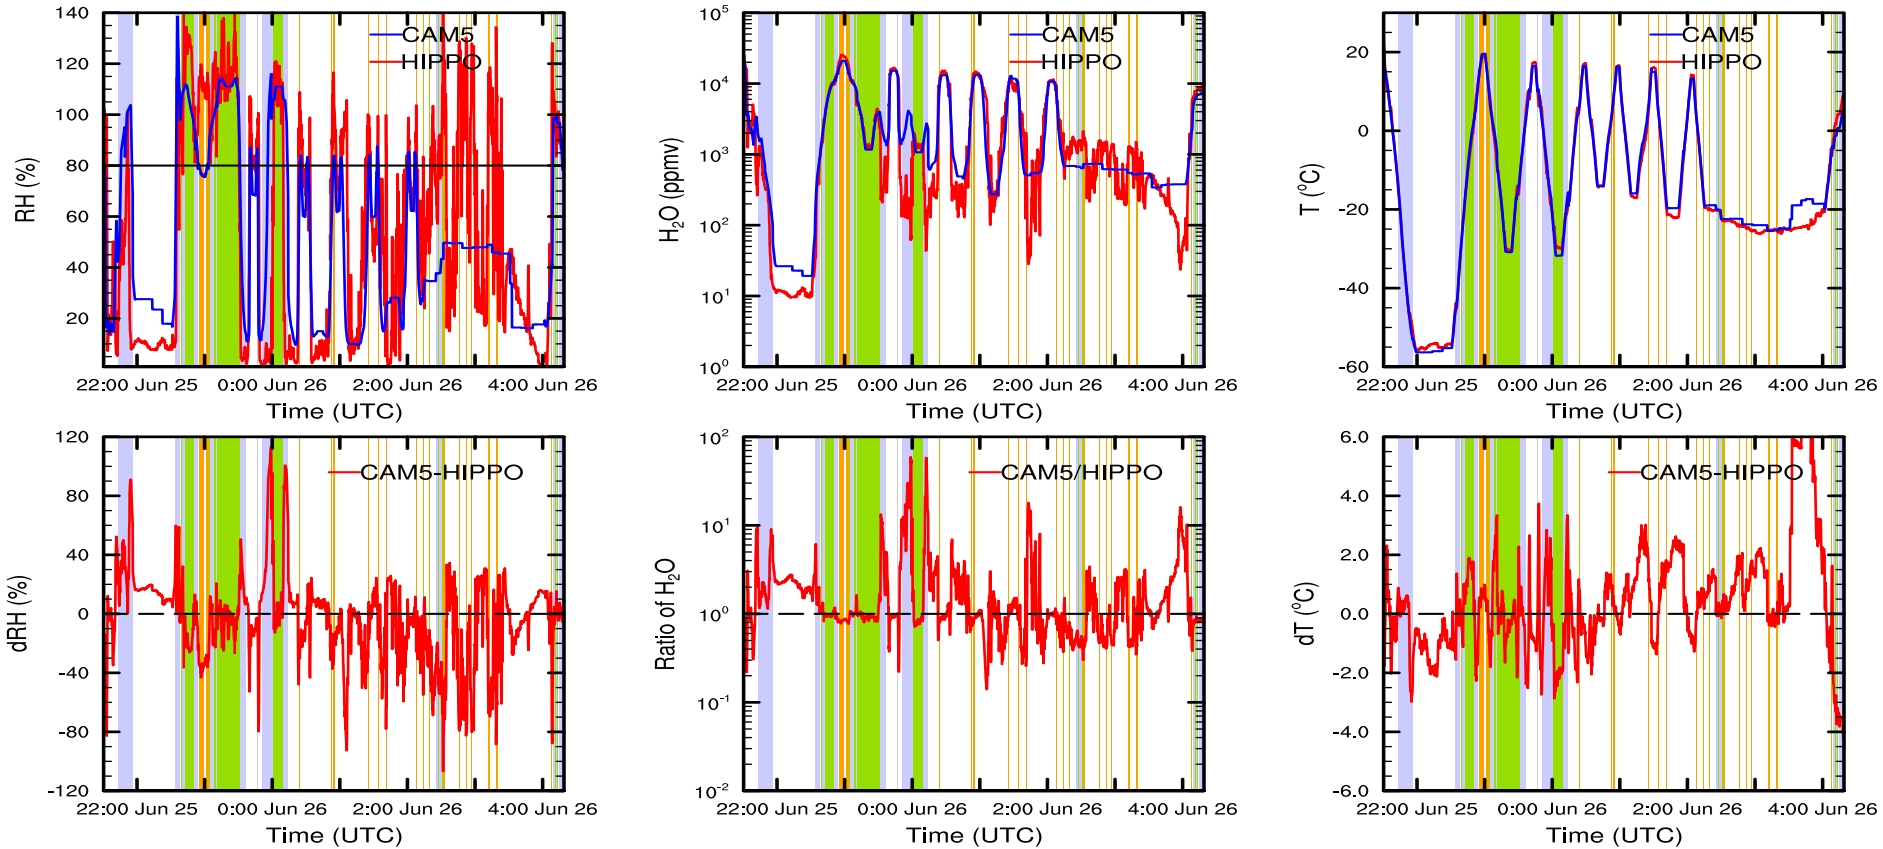 CAM5
HIPPO
RH (%)
140
120
100
80
60
40
20
22:00 Jun 25
0:00 Jun 26
2:00 Jun 26
4:00 Jun 26
Time (UTC)
CAM5
HIPPO
H₂O (ppmv)
10⁵
10⁴
10³
10²
10¹
10⁰
22:00 Jun 25
0:00 Jun 26
2:00 Jun 26
4:00 Jun 26
Time (UTC)
CAM5
HIPPO
T (°C)
20
0
-20
-40
-60
22:00 Jun 25
0:00 Jun 26
2:00 Jun 26
4:00 Jun 26
Time (UTC)
CAM5-HIPPO
dRH (%)
120
80
40
0
-40
-80
-120
22:00 Jun 25
0:00 Jun 26
2:00 Jun 26
4:00 Jun 26
Time (UTC)
CAM5/HIPPO
Ratio of H₂O
10²
10¹
10⁰
10⁻¹
10⁻²
22:00 Jun 25
0:00 Jun 26
2:00 Jun 26
4:00 Jun 26
Time (UTC)
CAM5-HIPPO
dT (°C)
6.0
4.0
2.0
0.0
-2.0
-4.0
-6.0
22:00 Jun 25
0:00 Jun 26
2:00 Jun 26
4:00 Jun 26
Time (UTC)